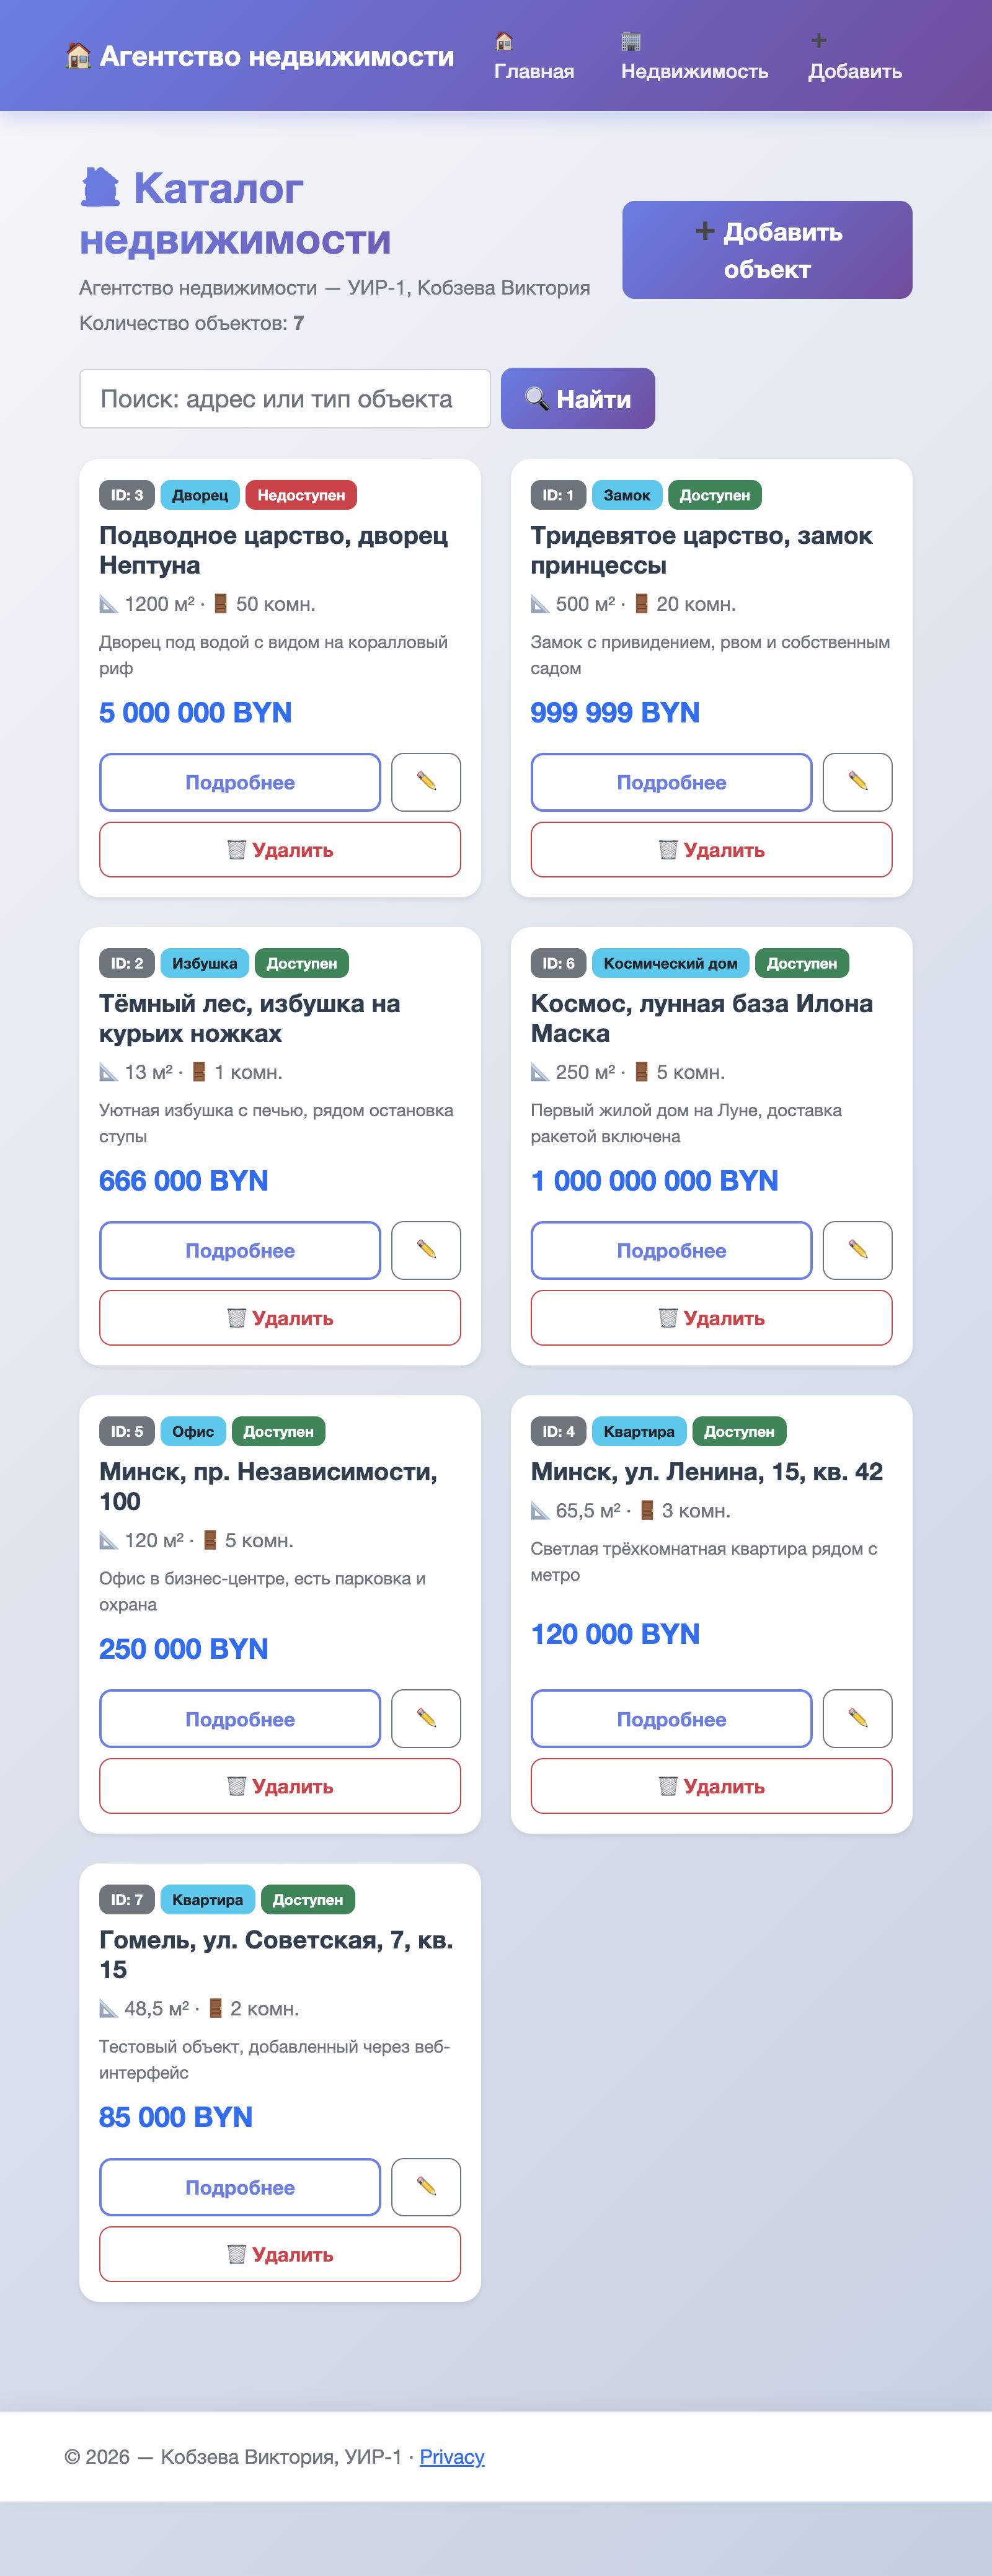 🏠 Агентство недвижимости
🏠 Главная
🏢 Недвижимость
➕ Добавить
🏠 Каталог
недвижимости
Агентство недвижимости — УИР-1, Кобзева Виктория
Количество объектов: 7
➕ Добавить
объект
Поиск: адрес или тип объекта
🔍 Найти
ID: 3 Дворец Недоступен
Подводное царство, дворец
Нептуна
📐 1200 м² · 🚪 50 комн.
Дворец под водой с видом на коралловый
риф
5 000 000 BYN
Подробнее ✏️
🗑️ Удалить
ID: 1 Замок Доступен
Тридевятое царство, замок
принцессы
📐 500 м² · 🚪 20 комн.
Замок с привидением, рвом и собственным
садом
999 999 BYN
Подробнее ✏️
🗑️ Удалить
ID: 2 Избушка Доступен
Тёмный лес, избушка на
курьих ножках
📐 13 м² · 🚪 1 комн.
Уютная избушка с печью, рядом остановка
ступы
666 000 BYN
Подробнее ✏️
🗑️ Удалить
ID: 6 Космический дом Доступен
Космос, лунная база Илона
Маска
📐 250 м² · 🚪 5 комн.
Первый жилой дом на Луне, доставка
ракетой включена
1 000 000 000 BYN
Подробнее ✏️
🗑️ Удалить
ID: 5 Офис Доступен
Минск, пр. Независимости,
100
📐 120 м² · 🚪 5 комн.
Офис в бизнес-центре, есть парковка и
охрана
250 000 BYN
Подробнее ✏️
🗑️ Удалить
ID: 4 Квартира Доступен
Минск, ул. Ленина, 15, кв. 42
📐 65,5 м² · 🚪 3 комн.
Светлая трёхкомнатная квартира рядом с
метро
120 000 BYN
Подробнее ✏️
🗑️ Удалить
ID: 7 Квартира Доступен
Гомель, ул. Советская, 7, кв.
15
📐 48,5 м² · 🚪 2 комн.
Тестовый объект, добавленный через веб-
интерфейс
85 000 BYN
Подробнее ✏️
🗑️ Удалить
© 2026 — Кобзева Виктория, УИР-1 · Privacy